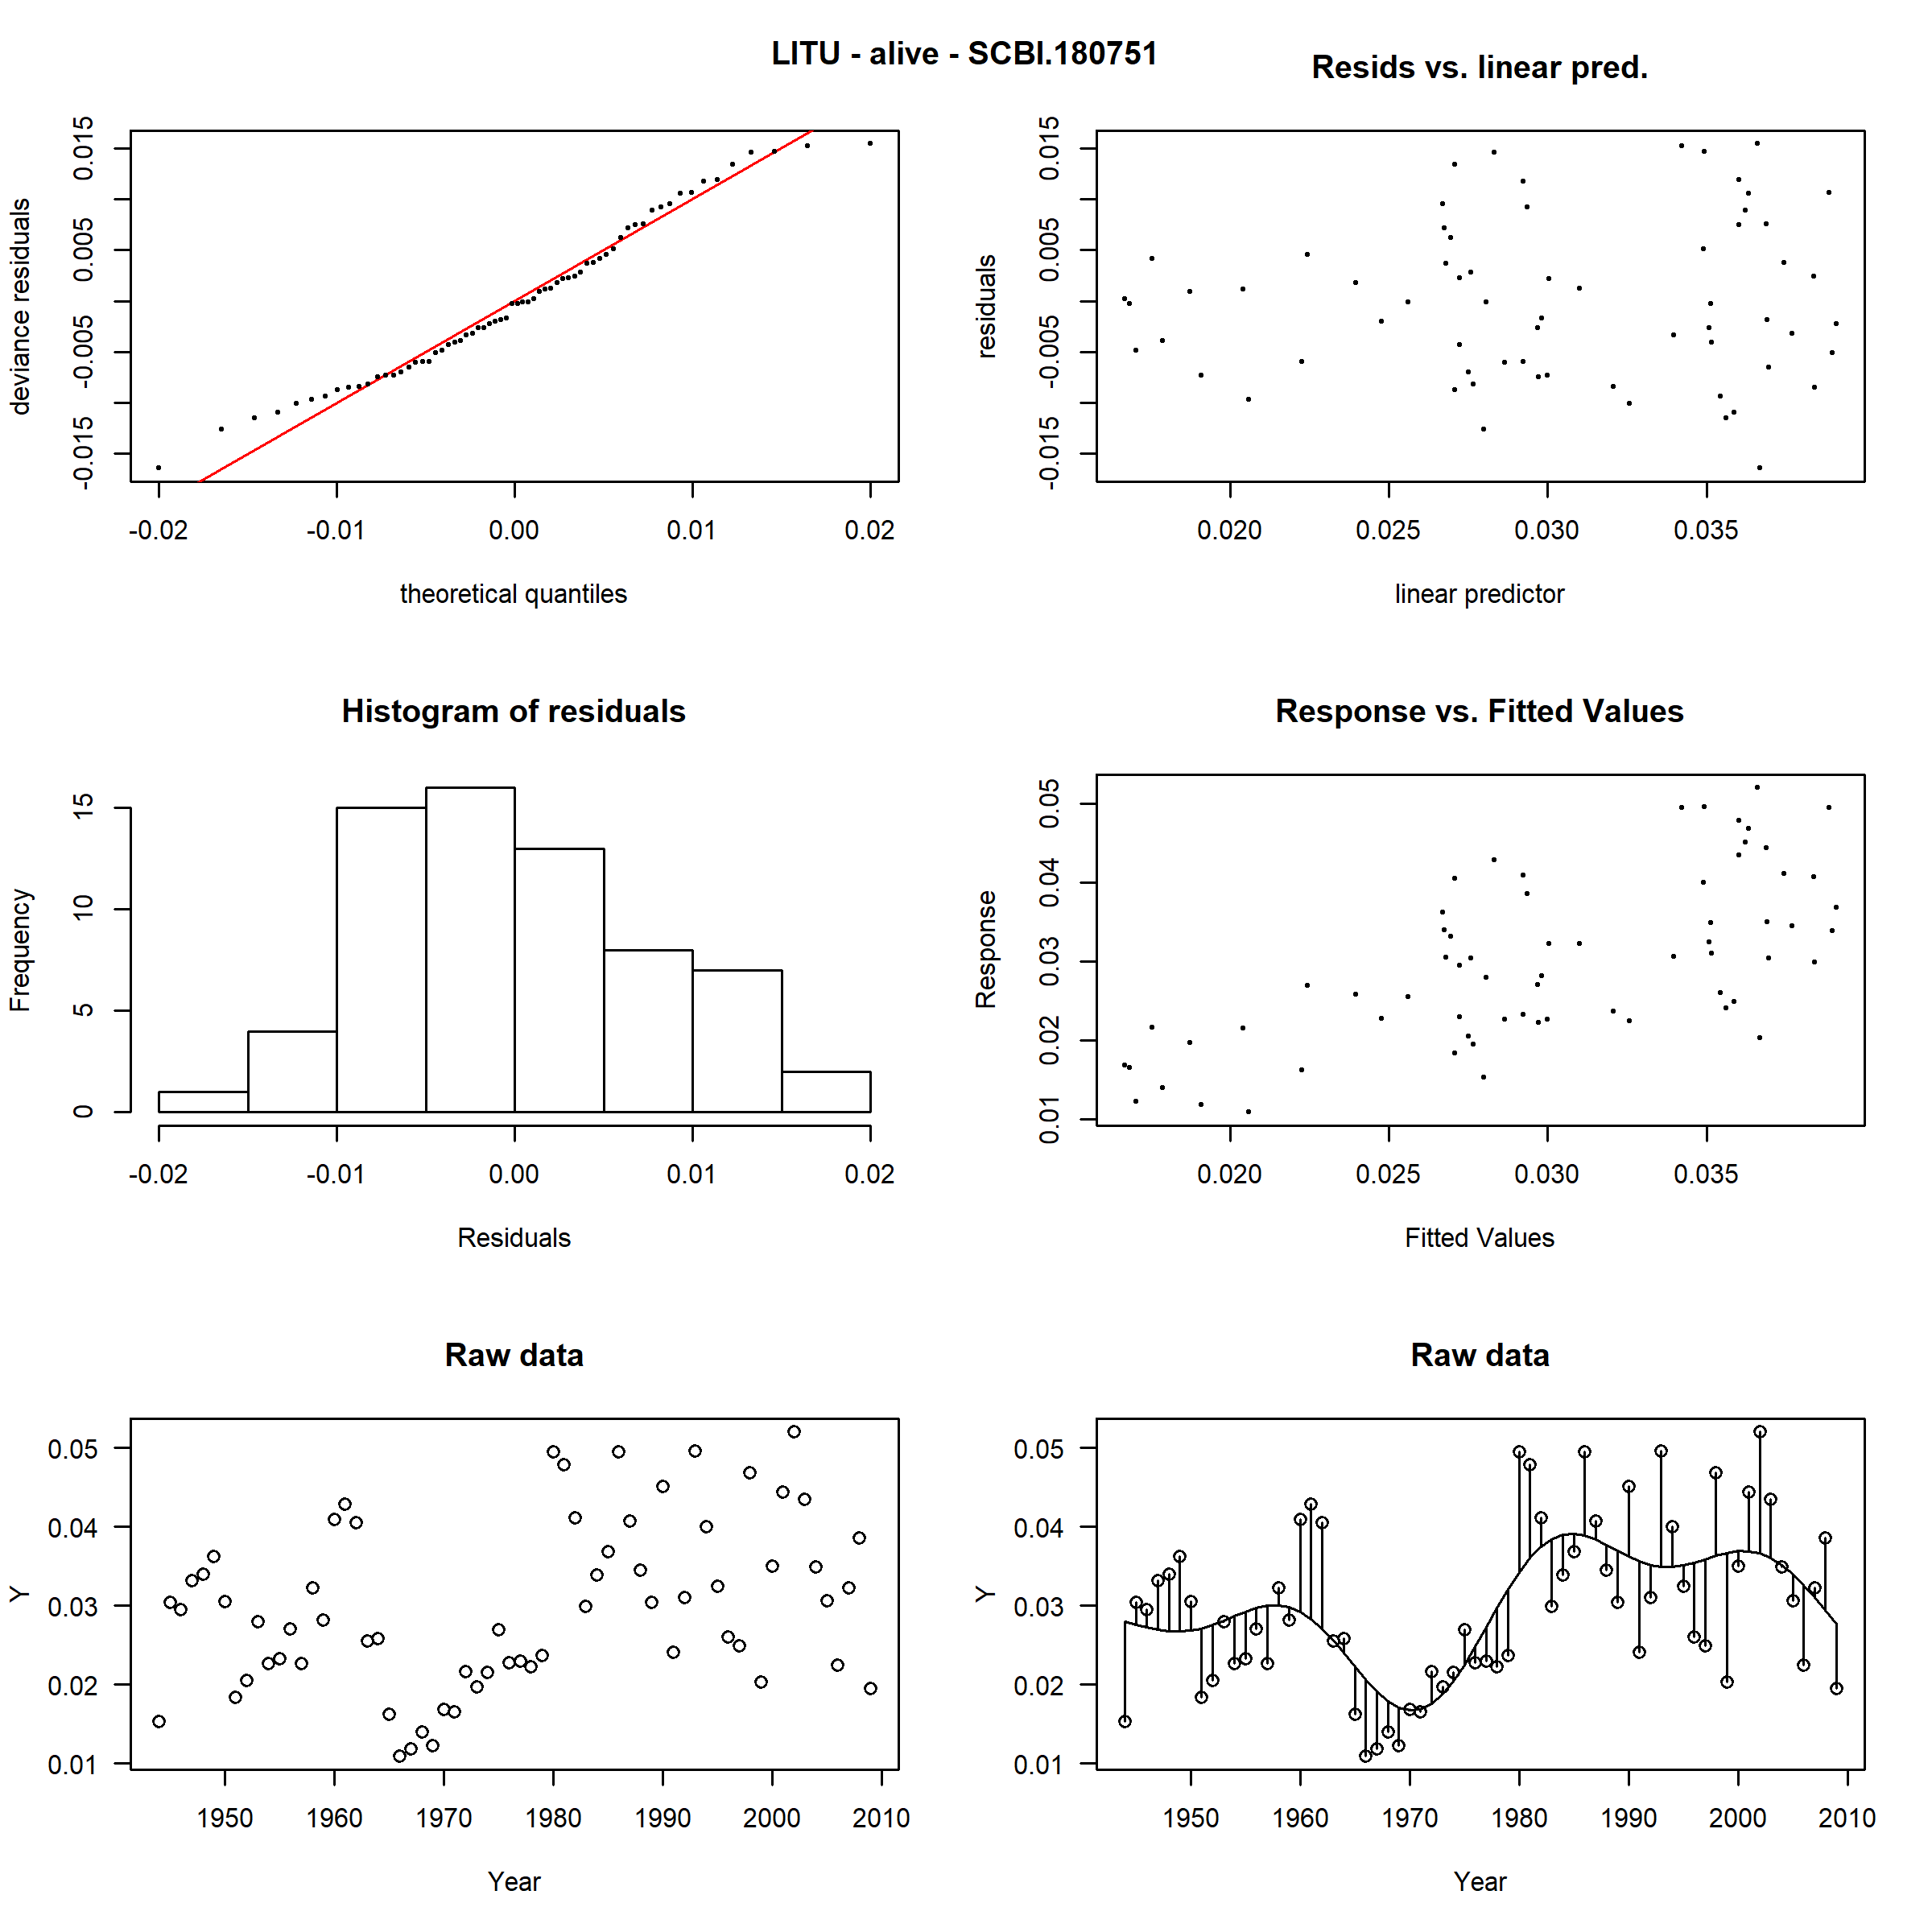 LITU - alive - SCBI.180751
deviance residuals
-0.015 -0.005 0.005 0.015
-0.02 -0.01 0.00 0.01 0.02
theoretical quantiles
Resids vs. linear pred.
residuals
-0.015 -0.005 0.005 0.015
0.020 0.025 0.030 0.035
linear predictor
Histogram of residuals
Frequency
0 5 10 15
-0.02 -0.01 0.00 0.01 0.02
Residuals
Response vs. Fitted Values
Response
0.01 0.02 0.03 0.04 0.05
0.020 0.025 0.030 0.035
Fitted Values
Raw data
Y
0.05
0.04
0.03
0.02
0.01
1950 1960 1970 1980 1990 2000 2010
Year
Raw data
Y
0.05
0.04
0.03
0.02
0.01
1950 1960 1970 1980 1990 2000 2010
Year